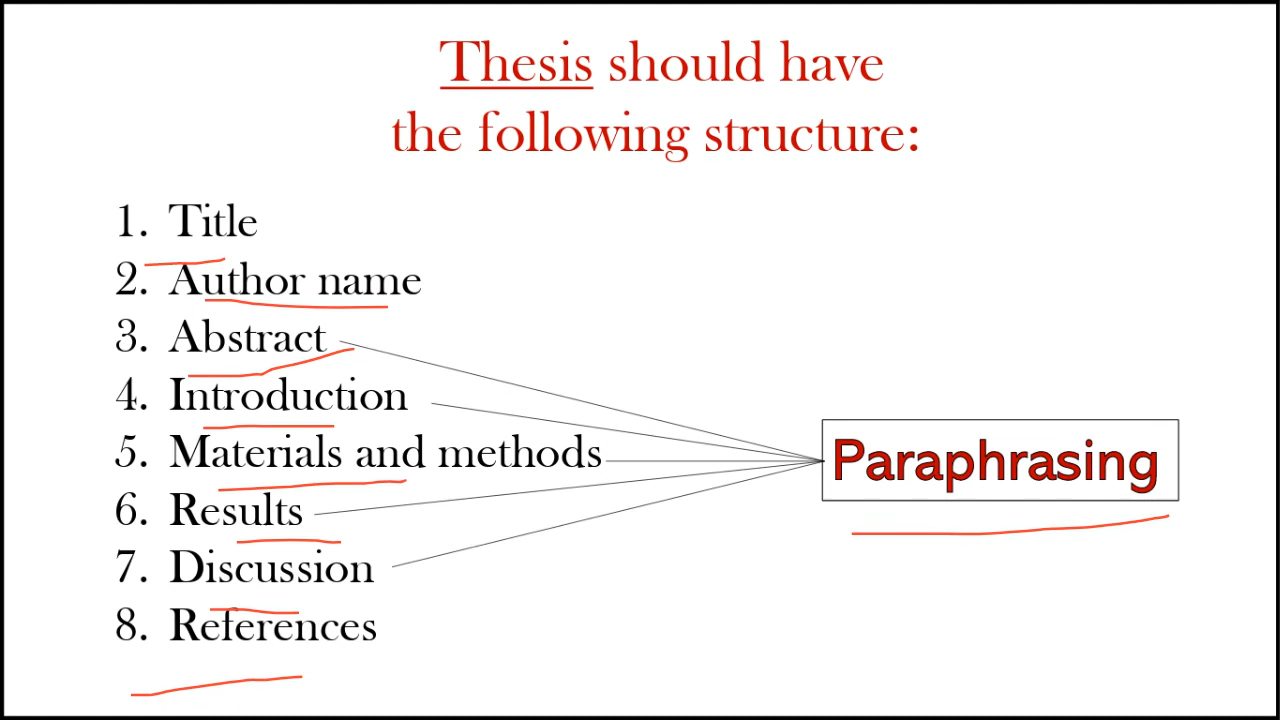 Thesis should have
the following structure:
1. Title
2. Author name
3. Abstract
4. Introduction
5. Materials and methods
6. Results
7. Discussion
8. References
Paraphrasing